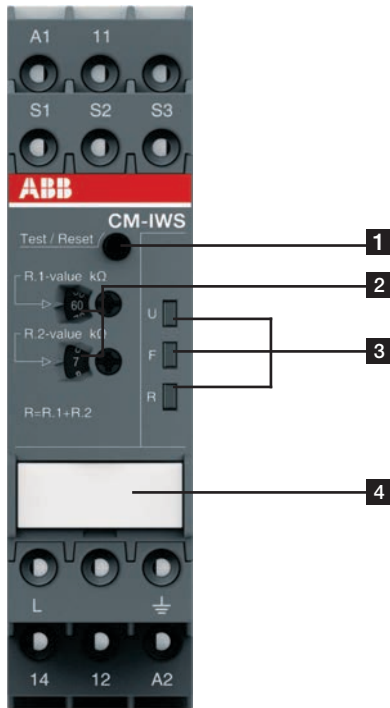 A1 11
S1 S2 S3
ABB
CM-IWS
Test / Reset
1
R.1-value kΩ
2
60
U
R.2-value kΩ
F
3
7
R
R=R.1+R.2
4
L
14 12 A2